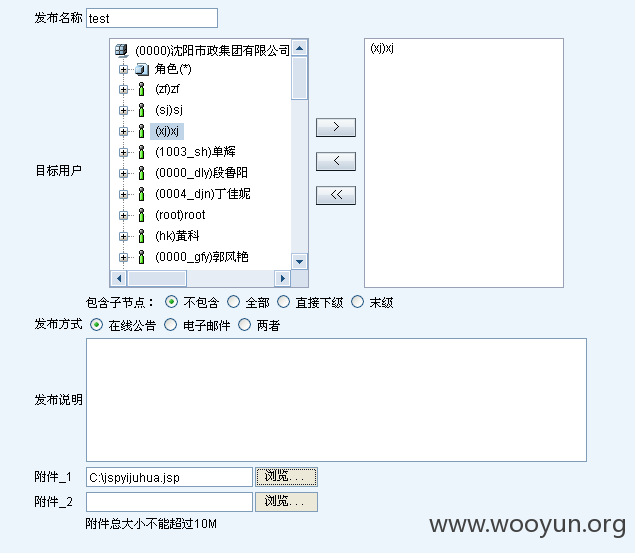 发布名称 test
目标用户
(0000)沈阳市政集团有限公司
角色(*)
(zf)zf
(sj)sj
(xj)xj
(1003_sh)单辉
(0000_dly)段鲁阳
(0004_djn)丁佳妮
(root)root
(hk)黄科
(0000_gfy)郭风艳
>
<
<<
(xj)xj
包含子节点： 不包含 全部 直接下级 末级
发布方式 在线公告 电子邮件 两者
发布说明
附件_1 C:\jspyijuhua.jsp 浏览...
附件_2 浏览...
附件总大小不能超过10M
www.wooyun.org